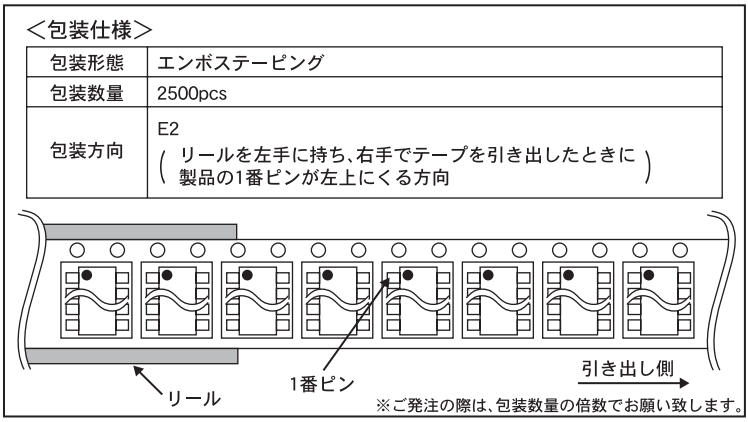 ＜包装仕様＞
包装形態 エンボステーピング
包装数量 2500pcs
包装方向 E2
リールを左手に持ち、右手でテープを引き出したときに
製品の1番ピンが左上にくる方向
リール
1番ピン
引き出し側
※ご発注の際は、包装数量の倍数でお願い致します。